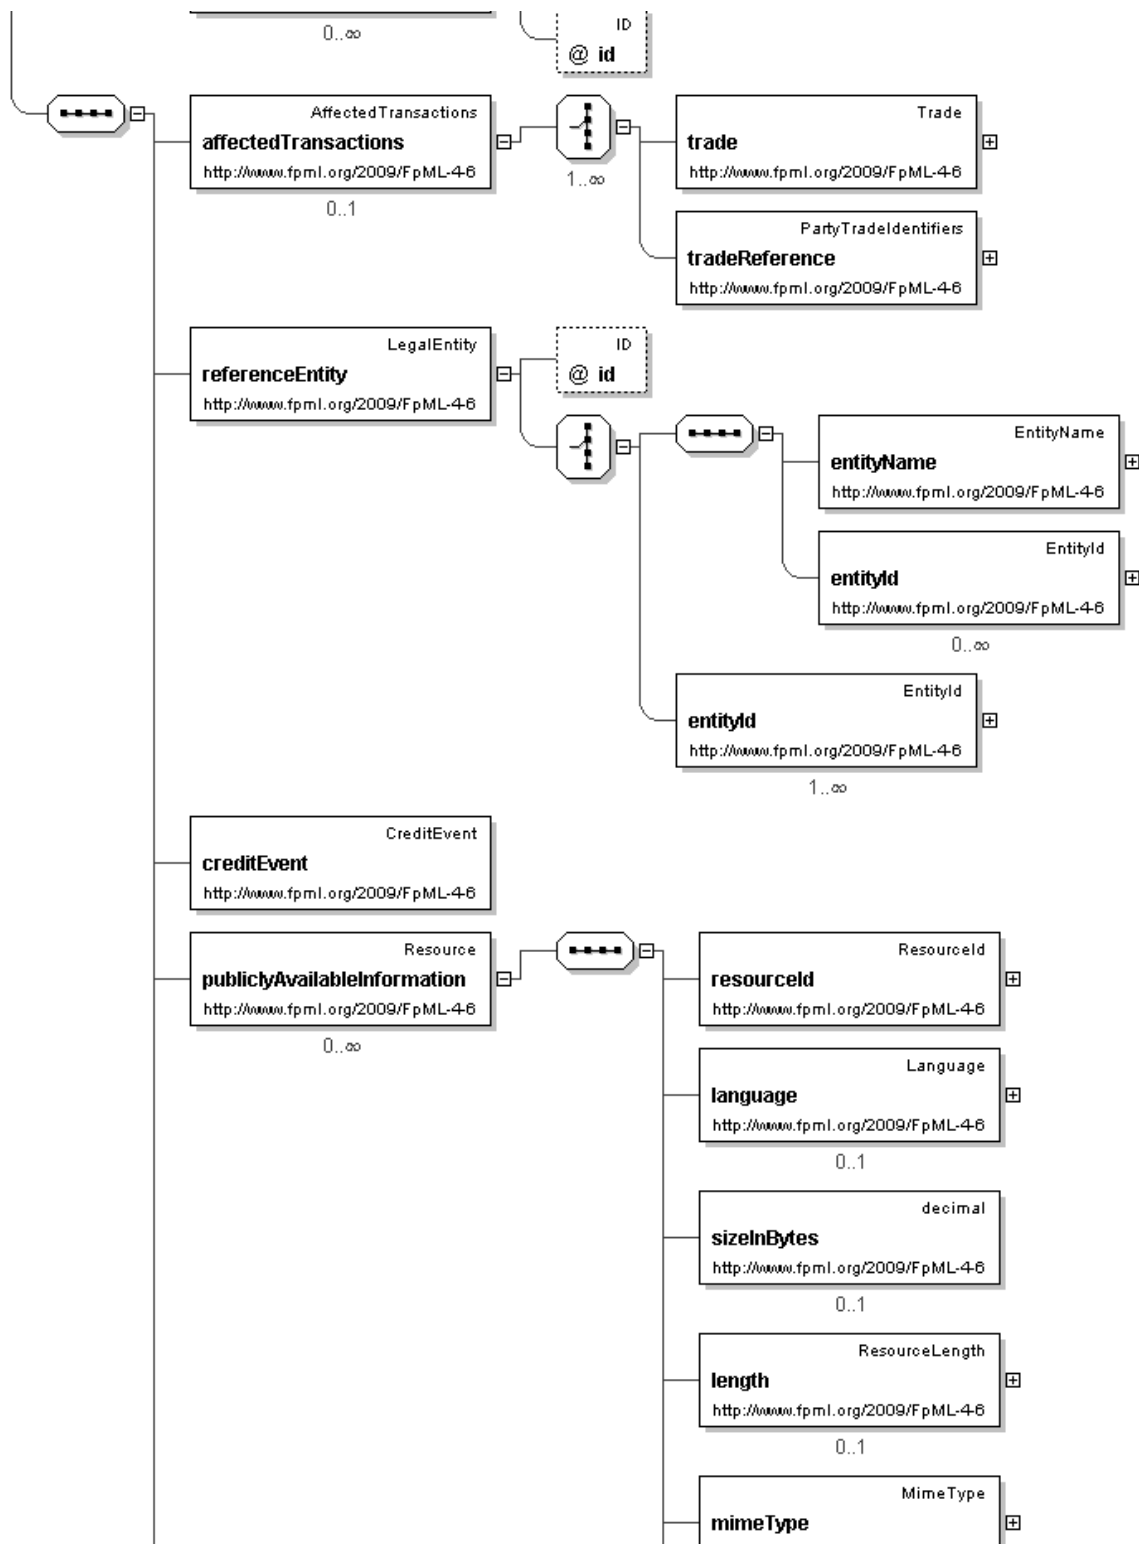 0..∞
ID
@ id
AffectedTransactions
affectedTransactions
http://www.fpml.org/2009/FpML-4-6
0..1
1..∞
Trade
trade
http://www.fpml.org/2009/FpML-4-6
PartyTradeIdentifiers
tradeReference
http://www.fpml.org/2009/FpML-4-6
LegalEntity
referenceEntity
http://www.fpml.org/2009/FpML-4-6
ID
@ id
EntityName
entityName
http://www.fpml.org/2009/FpML-4-6
EntityId
entityId
http://www.fpml.org/2009/FpML-4-6
0..∞
EntityId
entityId
http://www.fpml.org/2009/FpML-4-6
1..∞
CreditEvent
creditEvent
http://www.fpml.org/2009/FpML-4-6
Resource
publiclyAvailableInformation
http://www.fpml.org/2009/FpML-4-6
0..∞
ResourceId
resourceId
http://www.fpml.org/2009/FpML-4-6
Language
language
http://www.fpml.org/2009/FpML-4-6
0..1
decimal
sizeInBytes
http://www.fpml.org/2009/FpML-4-6
0..1
ResourceLength
length
http://www.fpml.org/2009/FpML-4-6
0..1
MimeType
mimeType